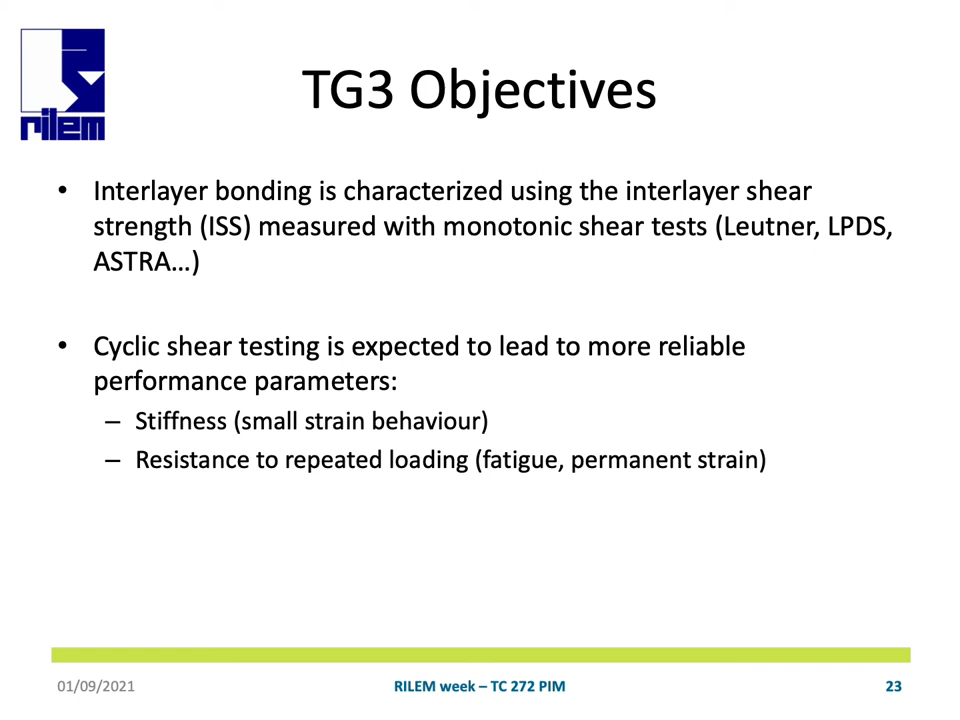 rilem
TG3 Objectives
• Interlayer bonding is characterized using the interlayer shear
strength (ISS) measured with monotonic shear tests (Leutner, LPDS,
ASTRA…)
• Cyclic shear testing is expected to lead to more reliable
performance parameters:
– Stiffness (small strain behaviour)
– Resistance to repeated loading (fatigue, permanent strain)
01/09/2021
RILEM week – TC 272 PIM
23